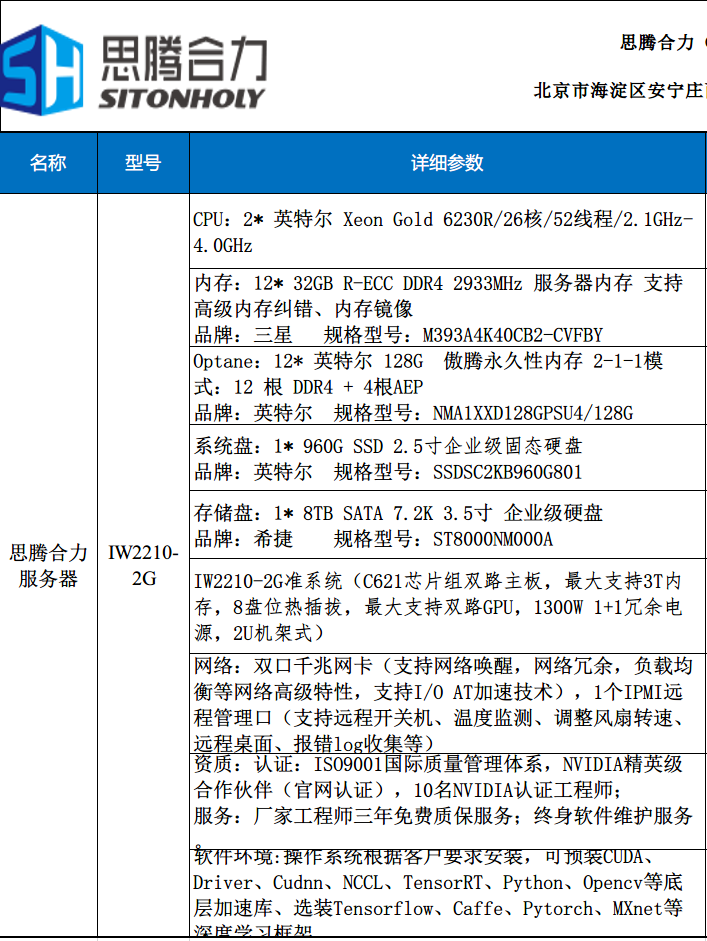 思腾合力
SITONHOLY
思腾合力
北京市海淀区安宁庄
名称
型号
详细参数
思腾合力
服务器
IW2210-
2G
CPU: 2* 英特尔 Xeon Gold 6230R/26核/52线程/2.1GHz-
4.0GHz
内存: 12* 32GB R-ECC DDR4 2933MHz 服务器内存 支持
高级内存纠错、内存镜像
品牌: 三星 规格型号: M393A4K40CB2-CVFBY
Optane: 12* 英特尔 128G 傲腾永久性内存 2-1-1模
式: 12 根 DDR4 + 4根AEP
品牌: 英特尔 规格型号: NMA1XXD128GPSU4/128G
系统盘: 1* 960G SSD 2.5寸企业级固态硬盘
品牌: 英特尔 规格型号: SSDSC2KB960G801
存储盘: 1* 8TB SATA 7.2K 3.5寸 企业级硬盘
品牌: 希捷 规格型号: ST8000NM000A
IW2210-2G准系统（C621芯片组双路主板，最大支持3T内
存，8盘位热插拔，最大支持双路GPU，1300W 1+1冗余电
源，2U机架式）
网络: 双口千兆网卡（支持网络唤醒，网络冗余，负载均
衡等网络高级特性，支持I/O AT加速技术），1个IPMI远
程管理口（支持远程开关机、温度监测、调整风扇转速、
远程桌面、报错log收集等）
资质: 认证: ISO9001国际质量管理体系，NVIDIA精英级
合作伙伴（官网认证），10名NVIDIA认证工程师；
服务: 厂家工程师三年免费质保服务；终身软件维护服务
。
软件环境:操作系统根据客户要求安装，可预装CUDA、
Driver、Cudnn、NCCL、TensorRT、Python、Opencv等底
层加速库、选装Tensorflow、Caffe、Pytorch、MXnet等
深度学习框架